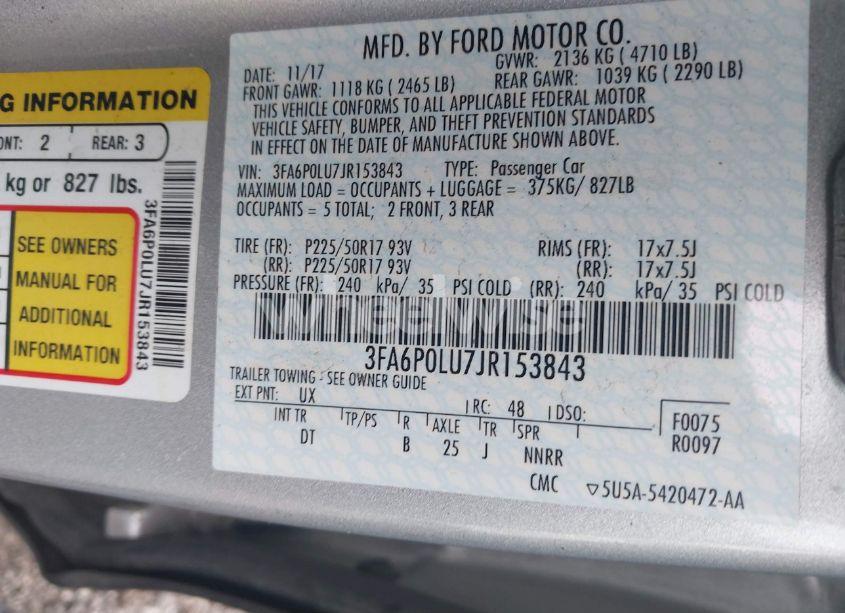 G INFORMATION
ONT: 2 REAR: 3
kg or 827 lbs.
SEE OWNERS
MANUAL FOR
ADDITIONAL
INFORMATION
3FA6P0LU7JR153843
MFD. BY FORD MOTOR CO.
DATE: 11/17 GVWR: 2136 KG ( 4710 LB)
FRONT GAWR: 1118 KG ( 2465 LB) REAR GAWR: 1039 KG ( 2290 LB)
THIS VEHICLE CONFORMS TO ALL APPLICABLE FEDERAL MOTOR
VEHICLE SAFETY, BUMPER, AND THEFT PREVENTION STANDARDS
IN EFFECT ON THE DATE OF MANUFACTURE SHOWN ABOVE.
VIN: 3FA6P0LU7JR153843 TYPE: Passenger Car
MAXIMUM LOAD = OCCUPANTS + LUGGAGE = 375KG/ 827LB
OCCUPANTS = 5 TOTAL; 2 FRONT, 3 REAR
TIRE (FR): P225/50R17 93V RIMS (FR): 17x7.5J
(RR): P225/50R17 93V (RR): 17x7.5J
PRESSURE (FR): 240 kPa/ 35 PSI COLD (RR): 240 kPa/ 35 PSI COLD
wheelwise
3FA6P0LU7JR153843
TRAILER TOWING - SEE OWNER GUIDE
EXT PNT: UX RC: 48 DSO: F0075
INT TR TP/PS R AXLE TR SPR R0097
DT B 25 J NNRR
CMC ▽5U5A-5420472-AA